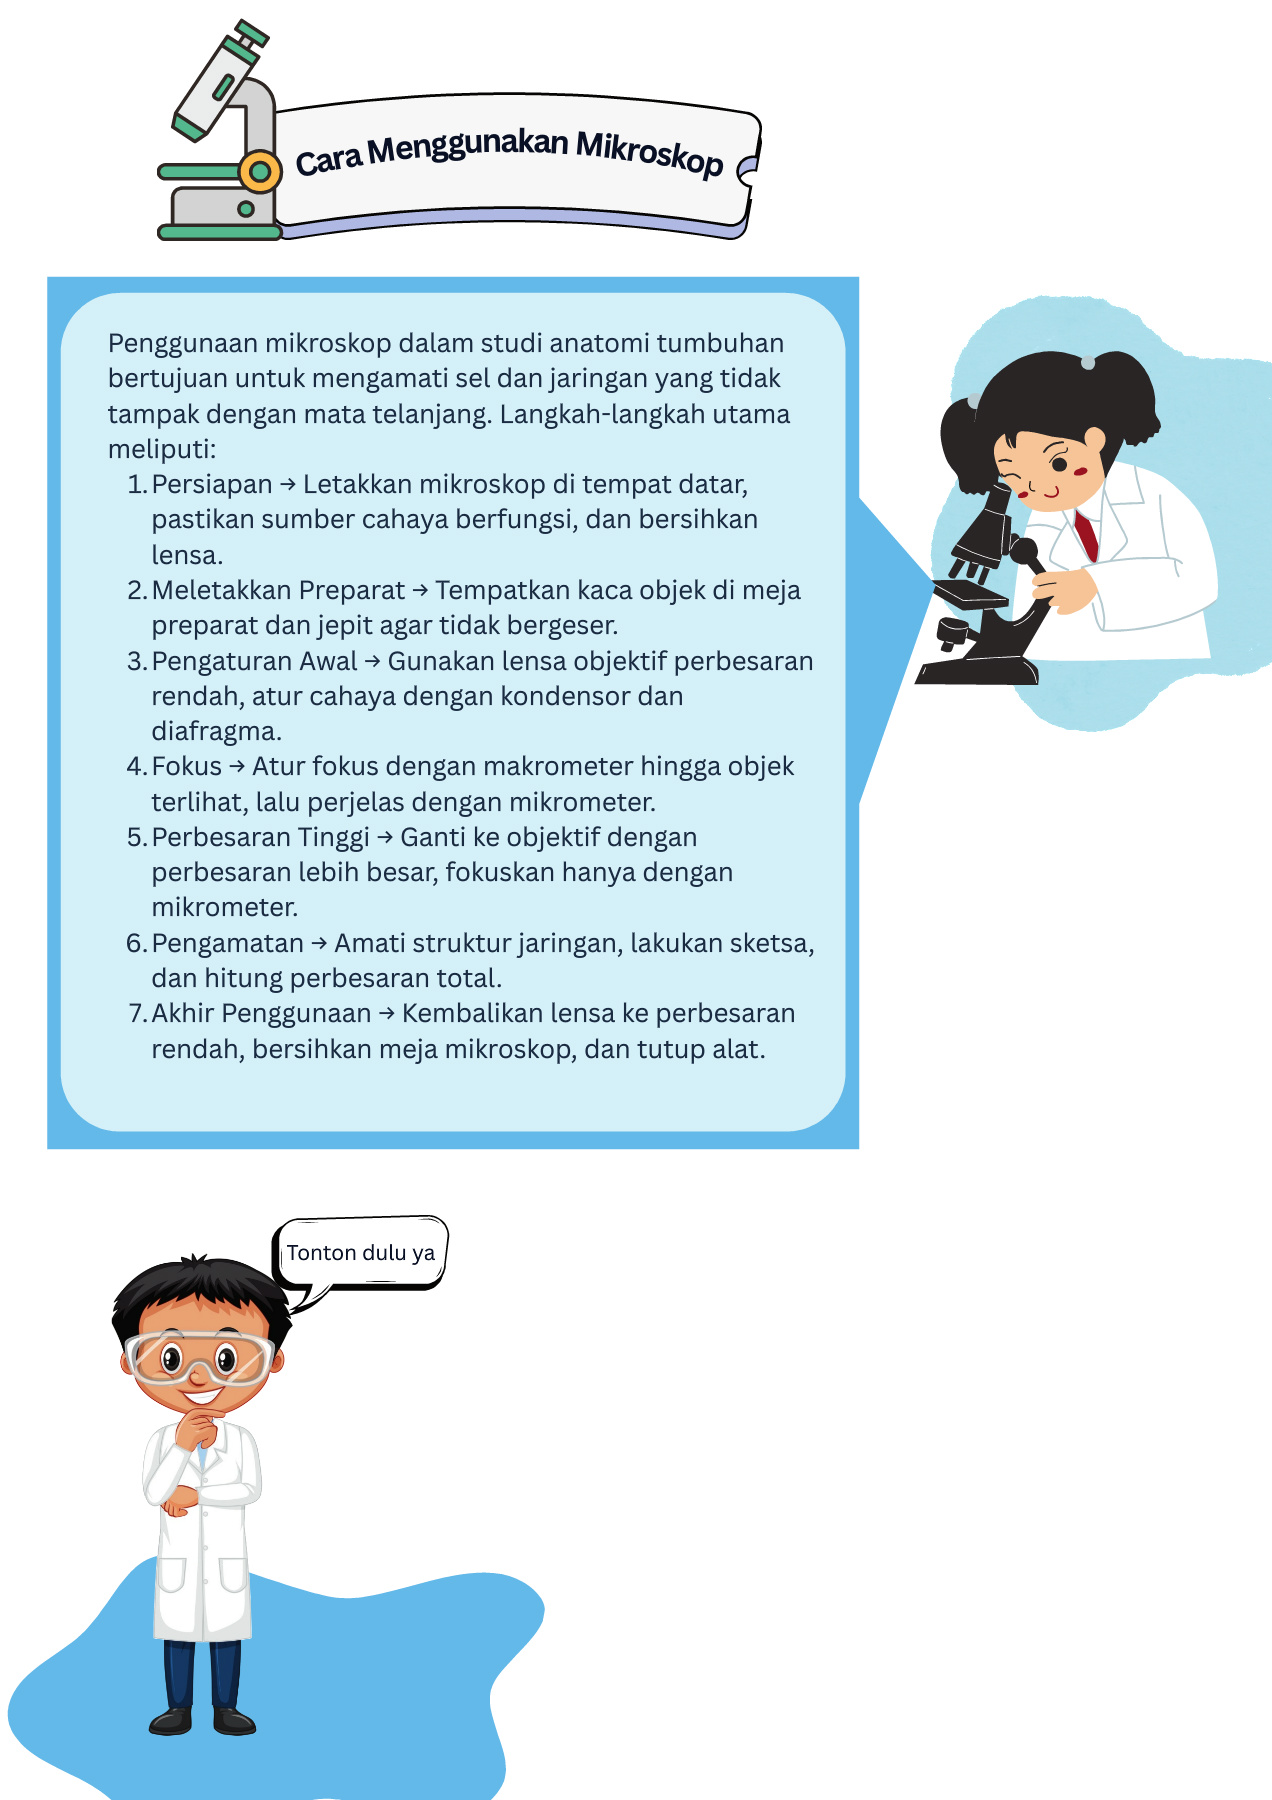 Cara Menggunakan Mikroskop
Penggunaan mikroskop dalam studi anatomi tumbuhan
bertujuan untuk mengamati sel dan jaringan yang tidak
tampak dengan mata telanjang. Langkah-langkah utama
meliputi:
1. Persiapan → Letakkan mikroskop di tempat datar,
pastikan sumber cahaya berfungsi, dan bersihkan
lensa.
2. Meletakkan Preparat → Tempatkan kaca objek di meja
preparat dan jepit agar tidak bergeser.
3. Pengaturan Awal → Gunakan lensa objektif perbesaran
rendah, atur cahaya dengan kondensor dan
diafragma.
4. Fokus → Atur fokus dengan makrometer hingga objek
terlihat, lalu perjelas dengan mikrometer.
5. Perbesaran Tinggi → Ganti ke objektif dengan
perbesaran lebih besar, fokuskan hanya dengan
mikrometer.
6. Pengamatan → Amati struktur jaringan, lakukan sketsa,
dan hitung perbesaran total.
7. Akhir Penggunaan → Kembalikan lensa ke perbesaran
rendah, bersihkan meja mikroskop, dan tutup alat.
Tonton dulu ya